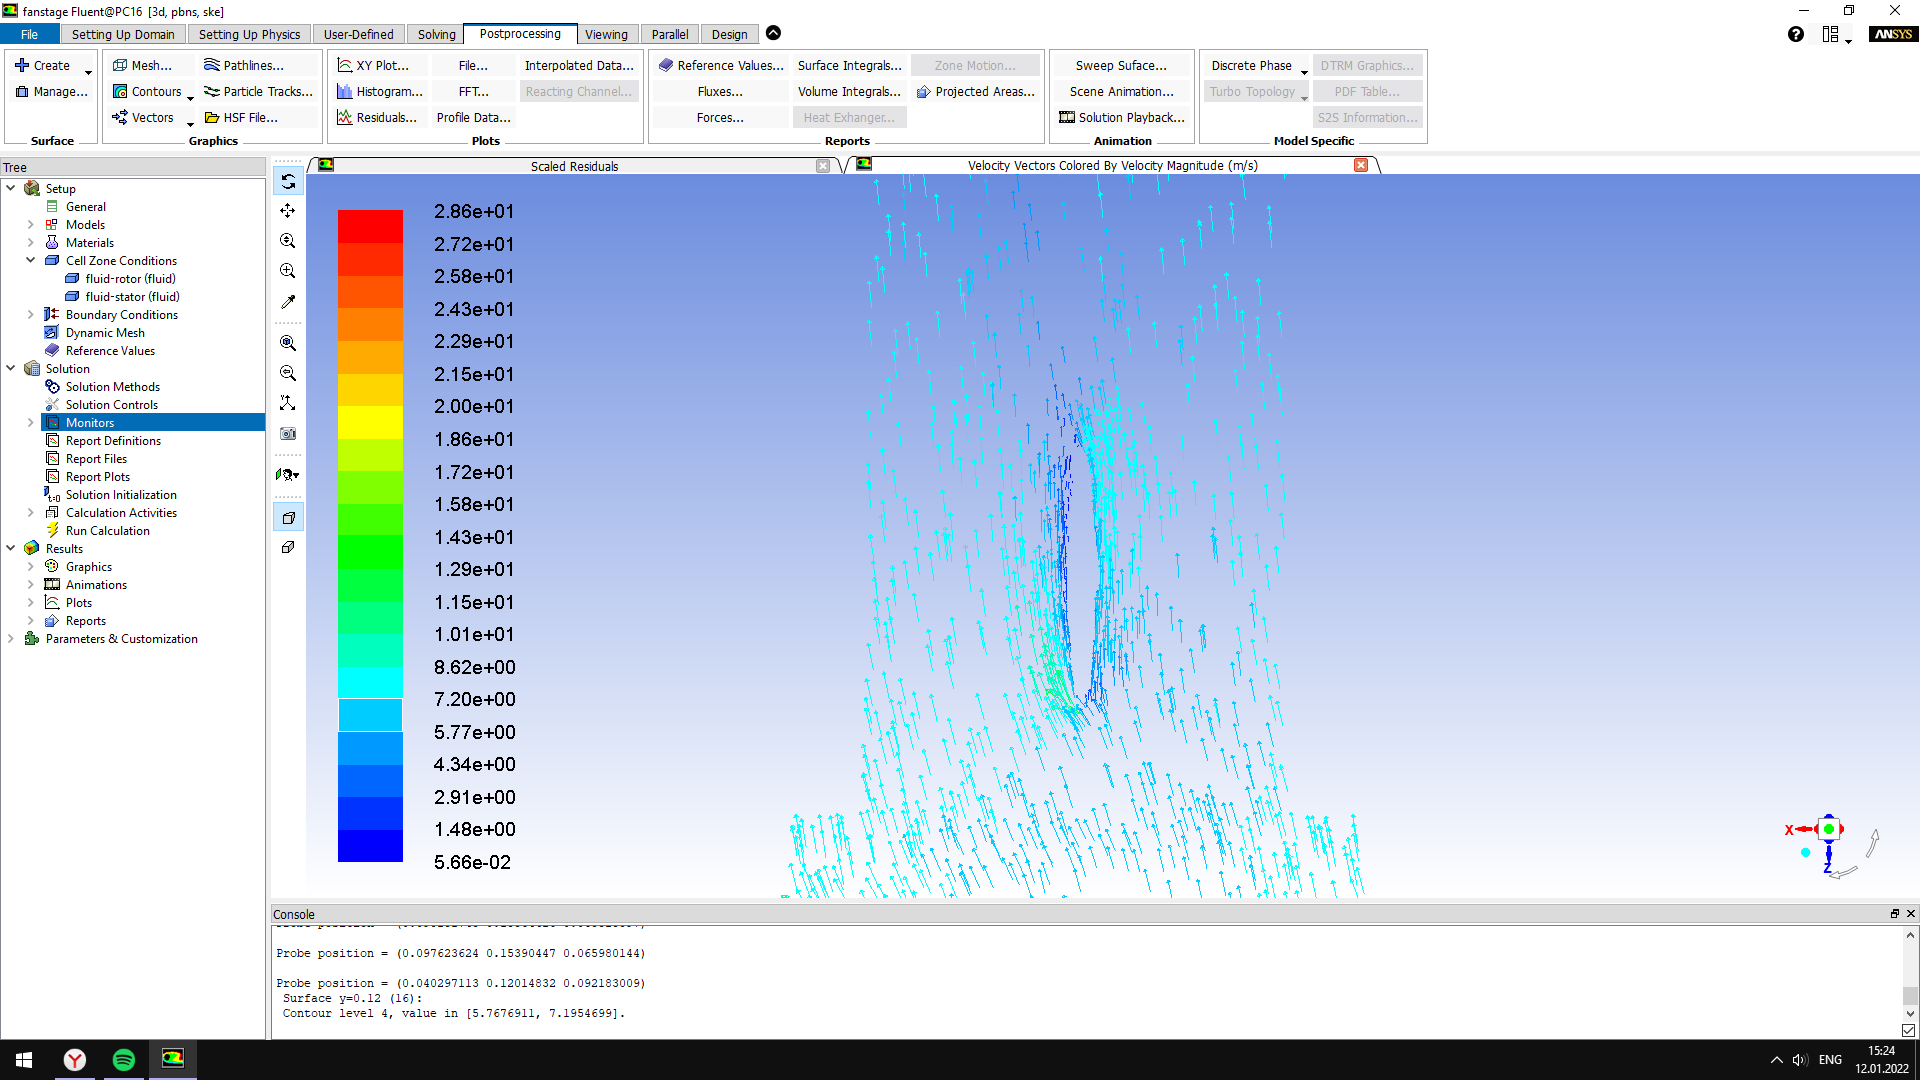 fanstage Fluent@PC16 [3d, pbns, ske]
File Setting Up Domain Setting Up Physics User-Defined Solving Postprocessing Viewing Parallel Design
ANSYS
Create Mesh... Pathlines... XY Plot... File... Interpolated Data... Reference Values... Surface Integrals... Zone Motion... Sweep Suface... Discrete Phase DTRM Graphics...
Manage... Contours Particle Tracks... Histogram... FFT... Reacting Channel... Fluxes... Volume Integrals... Projected Areas... Scene Animation... Turbo Topology PDF Table...
Vectors HSF File... Residuals... Profile Data... Forces... Heat Exhanger... Solution Playback... S2S Information...
Surface Graphics Plots Reports Animation Model Specific
Tree
Setup
General
Models
Materials
Cell Zone Conditions
fluid-rotor (fluid)
fluid-stator (fluid)
Boundary Conditions
Dynamic Mesh
Reference Values
Solution
Solution Methods
Solution Controls
Monitors
Report Definitions
Report Files
Report Plots
Solution Initialization
Calculation Activities
Run Calculation
Results
Graphics
Animations
Plots
Reports
Parameters & Customization
Scaled Residuals
Velocity Vectors Colored By Velocity Magnitude (m/s)
2.86e+01
2.72e+01
2.58e+01
2.43e+01
2.29e+01
2.15e+01
2.00e+01
1.86e+01
1.72e+01
1.58e+01
1.43e+01
1.29e+01
1.15e+01
1.01e+01
8.62e+00
7.20e+00
5.77e+00
4.34e+00
2.91e+00
1.48e+00
5.66e-02
X
Z
Console
Probe position = (0.097623624 0.15390447 0.065980144)
Probe position = (0.040297113 0.12014832 0.092183009)
Surface y=0.12 (16):
Contour level 4, value in [5.7676911, 7.1954699].
ENG
15:24
12.01.2022